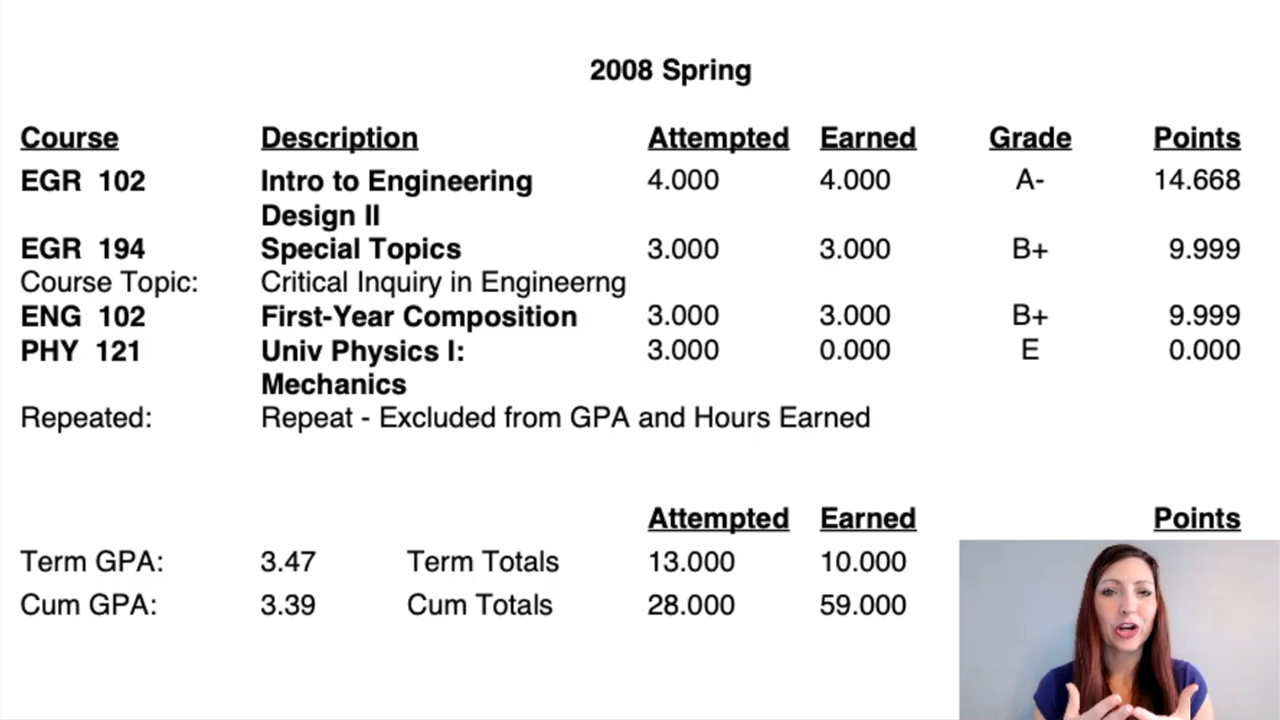 2008 Spring
Course Description Attempted Earned Grade Points
EGR 102 Intro to Engineering 4.000 4.000 A- 14.668
Design II
EGR 194 Special Topics 3.000 3.000 B+ 9.999
Course Topic: Critical Inquiry in Engineerng
ENG 102 First-Year Composition 3.000 3.000 B+ 9.999
PHY 121 Univ Physics I: 3.000 0.000 E 0.000
Mechanics
Repeated: Repeat - Excluded from GPA and Hours Earned
Attempted Earned Points
Term GPA: 3.47 Term Totals 13.000 10.000
Cum GPA: 3.39 Cum Totals 28.000 59.000